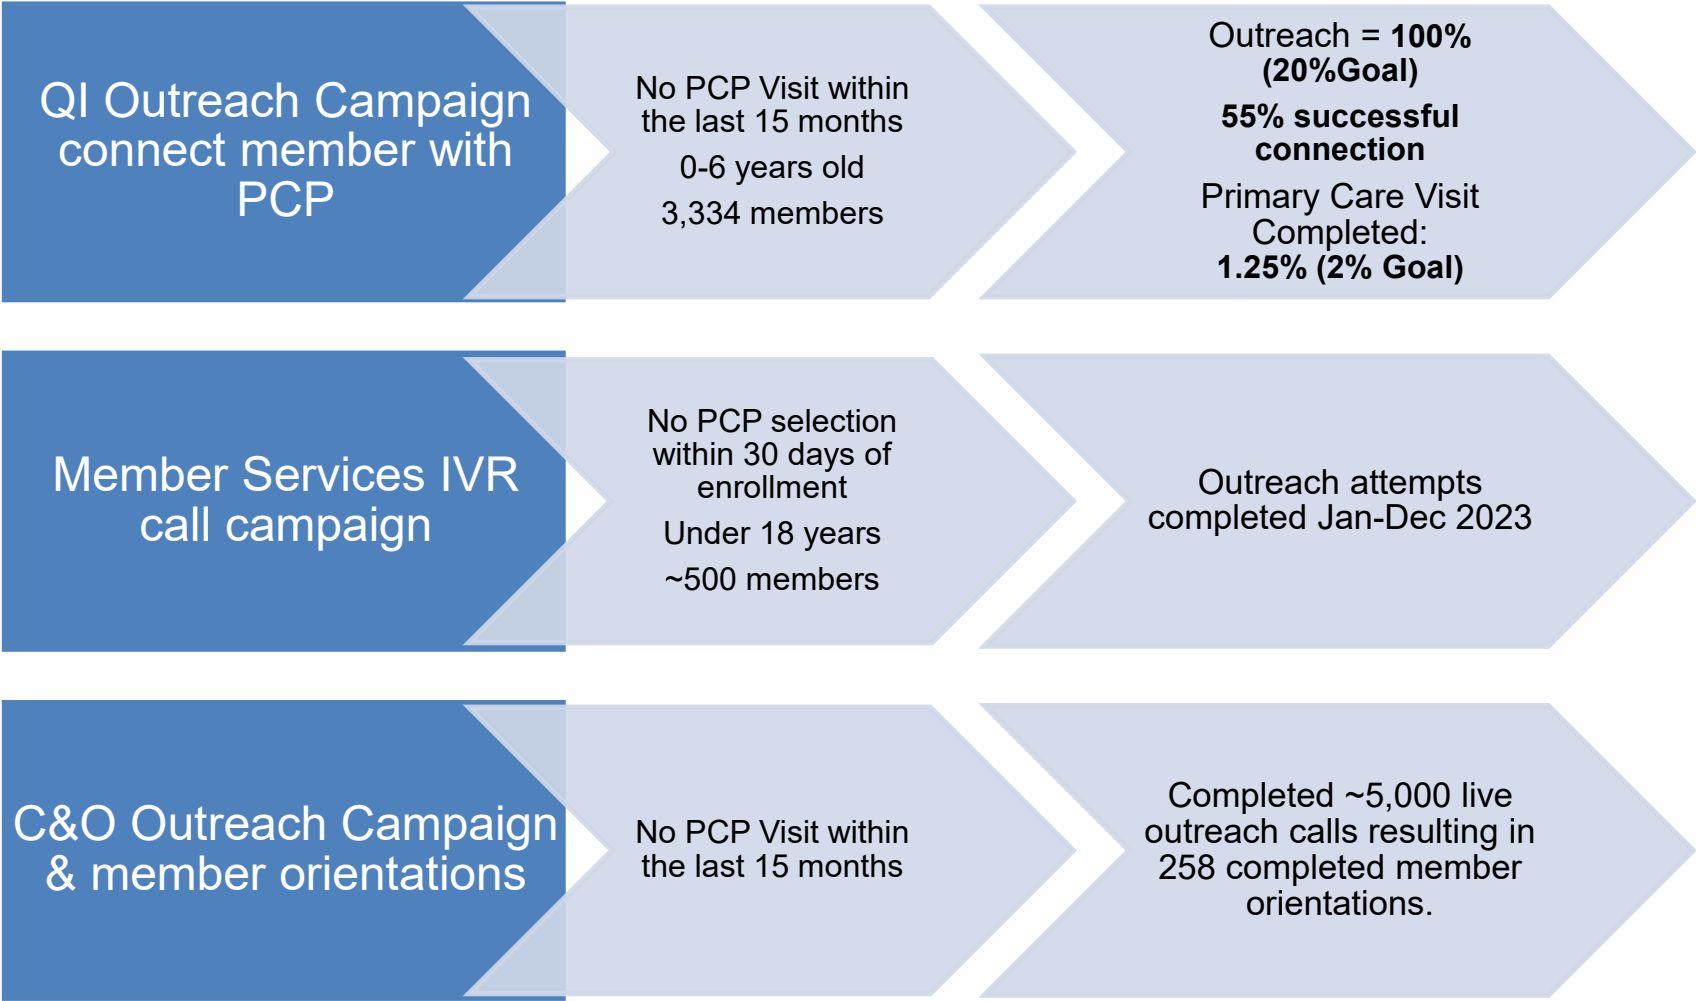 QI Outreach Campaign
connect member with
PCP
No PCP Visit within
the last 15 months
0-6 years old
3,334 members
Outreach = 100%
(20%Goal)
55% successful
connection
Primary Care Visit
Completed:
1.25% (2% Goal)
Member Services IVR
call campaign
No PCP selection
within 30 days of
enrollment
Under 18 years
~500 members
Outreach attempts
completed Jan-Dec 2023
C&O Outreach Campaign
& member orientations
No PCP Visit within
the last 15 months
Completed ~5,000 live
outreach calls resulting in
258 completed member
orientations.